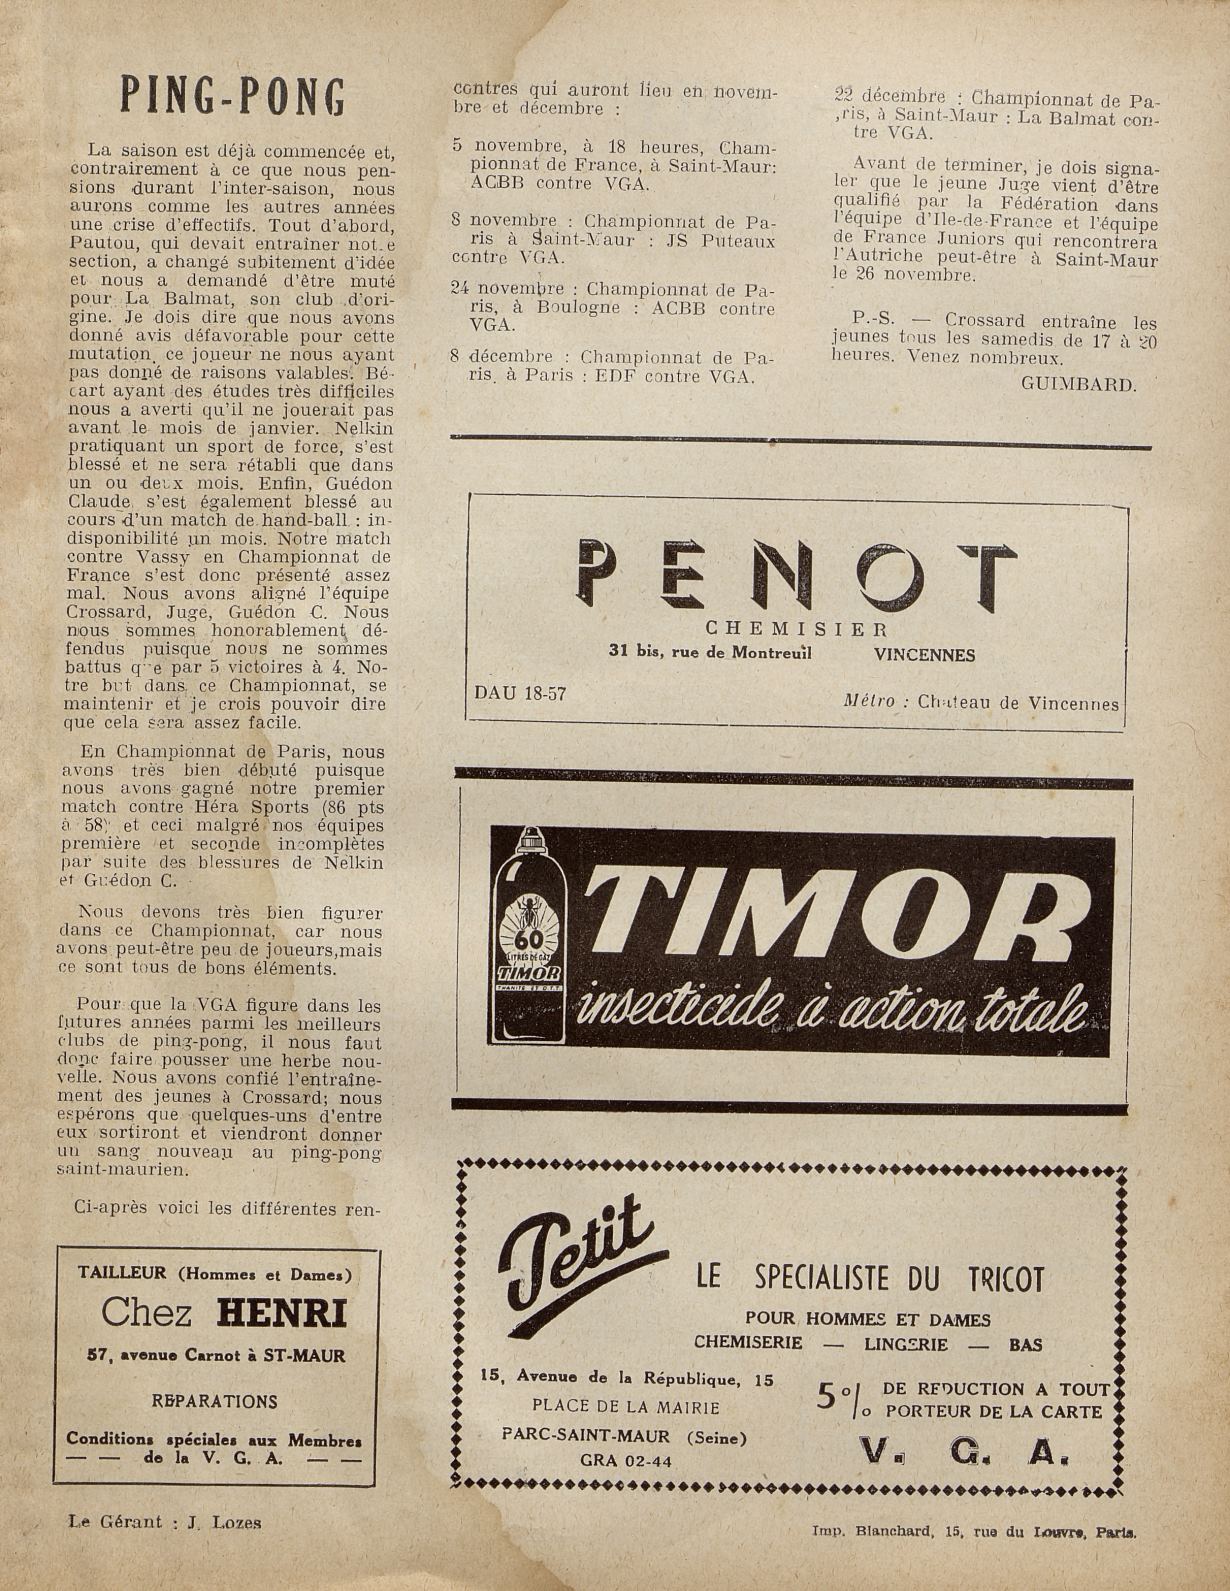 PING-PONG
La saison est déjà commencée et,
contrairement à ce que nous pen-
sions durant l'inter-saison, nous
aurons comme les autres années
une crise d'effectifs. Tout d'abord,
Pautou, qui devait entraîner not.e
section, a changé subitement d'idée
et nous a demandé d'être muté
pour La Balmat, son club d'ori-
gine. Je dois dire que nous avons
donné avis défavorable pour cette
mutation, ce joueur ne nous ayant
pas donné de raisons valables. Bé-
cart ayant des études très difficiles
nous a averti qu'il ne jouerait pas
avant le mois de janvier. Nelkin
pratiquant un sport de force, s'est
blessé et ne sera rétabli que dans
un ou deux mois. Enfin, Guédon
Claude, s'est également blessé au
cours d'un match de hand-ball : in-
disponibilité un mois. Notre match
contre Vassy en Championnat de
France s'est donc présenté assez
mal. Nous avons aligné l'équipe
Crossard, Juge, Guédon C. Nous
nous sommes honorablement dé-
fendus puisque nous ne sommes
battus que par 5 victoires à 4. No-
tre but dans ce Championnat, se
maintenir et je crois pouvoir dire
que cela sera assez facile.
En Championnat de Paris, nous
avons très bien débuté puisque
nous avons gagné notre premier
match contre Héra Sports (86 pts
à 58) et ceci malgré nos équipes
première et seconde incomplètes
par suite des blessures de Nelkin
et Guédon C.
Nous devons très bien figurer
dans ce Championnat, car nous
avons peut-être peu de joueurs,mais
ce sont tous de bons éléments.
Pour que la VGA figure dans les
futures années parmi les meilleurs
clubs de ping-pong, il nous faut
donc faire pousser une herbe nou-
velle. Nous avons confié l'entraîne-
ment des jeunes à Crossard; nous
espérons que quelques-uns d'entre
eux sortiront et viendront donner
un sang nouveau au ping-pong
saint-maurien.
Ci-après voici les différentes ren-
contres qui auront lieu en novem-
bre et décembre :
5 novembre, à 18 heures, Cham-
pionnat de France, à Saint-Maur:
ACBB contre VGA.
8 novembre : Championnat de Pa-
ris à Saint-Maur : JS Puteaux
contre VGA.
24 novembre : Championnat de Pa-
ris, à Boulogne : ACBB contre
VGA.
8 décembre : Championnat de Pa-
ris, à Paris : EDF contre VGA.
22 décembre : Championnat de Pa-
ris, à Saint-Maur : La Balmat con-
tre VGA.
Avant de terminer, je dois signa-
ler que le jeune Juge vient d'être
qualifié par la Fédération dans
l'équipe d'Ile-de-France et l'équipe
de France Juniors qui rencontrera
l'Autriche peut-être à Saint-Maur
le 26 novembre.
P.-S. — Crossard entraîne les
jeunes tous les samedis de 17 à 20
heures. Venez nombreux.
GUIMBARD.
PENOT
CHEMISIER
31 bis, rue de Montreuil VINCENNES
DAU 18-57 Métro : Chateau de Vincennes
60
LITRES DE GAZ
TIMOR
TIMOR
insecticide à action totale
Petit
LE SPECIALISTE DU TRICOT
POUR HOMMES ET DAMES
CHEMISERIE — LINGERIE — BAS
15, Avenue de la République, 15
PLACE DE LA MAIRIE
PARC-SAINT-MAUR (Seine)
GRA 02-44
5 % DE REDUCTION A TOUT
PORTEUR DE LA CARTE
V. G. A.
TAILLEUR (Hommes et Dames)
Chez HENRI
57, avenue Carnot à ST-MAUR
REPARATIONS
Conditions spéciales aux Membres
— — de la V. G. A. — —
Le Gérant : J. Lozes
Imp. Blanchard, 15, rue du Louvre, Paris.